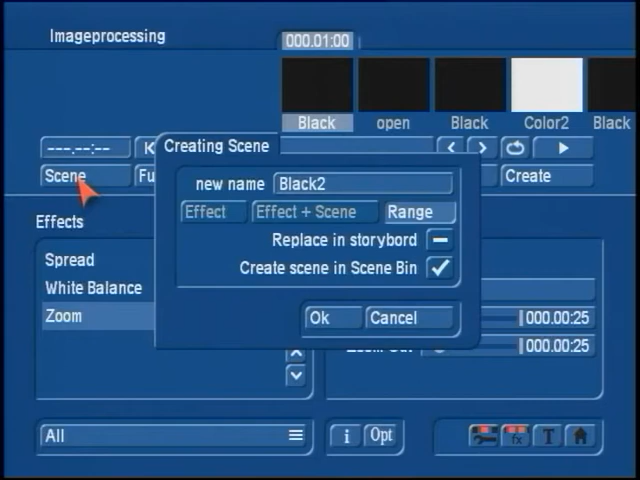 Imageprocessing
000.01:00
Black open Black Color2 Black
---.--:--
Creating Scene
Scene Fu Create
new name Black2
Effect Effect + Scene Range
Effects
Replace in storybord
Spread
Create scene in Scene Bin
White Balance
Zoom
Ok Cancel
000.00:25
000.00:25
All
i Opt
fx T